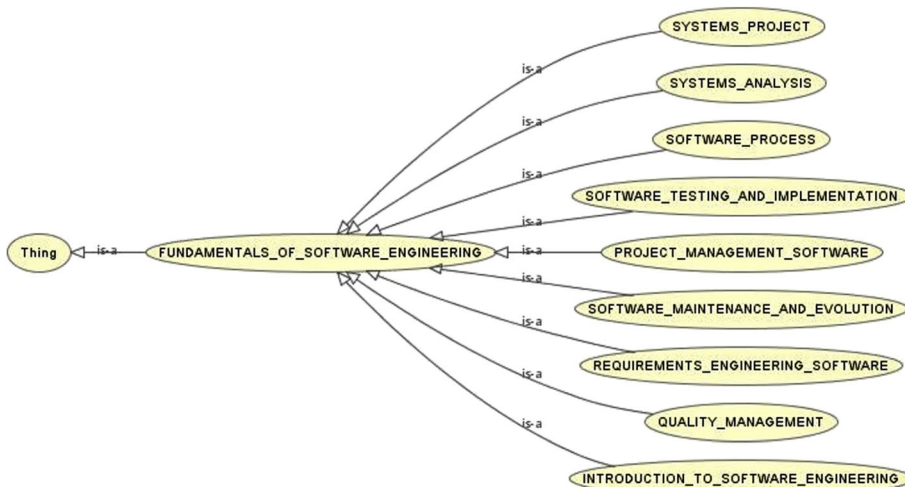 SYSTEMS_PROJECT
is-a
SYSTEMS_ANALYSIS
is-a
SOFTWARE_PROCESS
is-a
SOFTWARE_TESTING_AND_IMPLEMENTATION
is-a
Thing
is-a
FUNDAMENTALS_OF_SOFTWARE_ENGINEERING
is-a
PROJECT_MANAGEMENT_SOFTWARE
is-a
SOFTWARE_MAINTENANCE_AND_EVOLUTION
is-a
REQUIREMENTS_ENGINEERING_SOFTWARE
is-a
QUALITY_MANAGEMENT
is-a
INTRODUCTION_TO_SOFTWARE_ENGINEERING